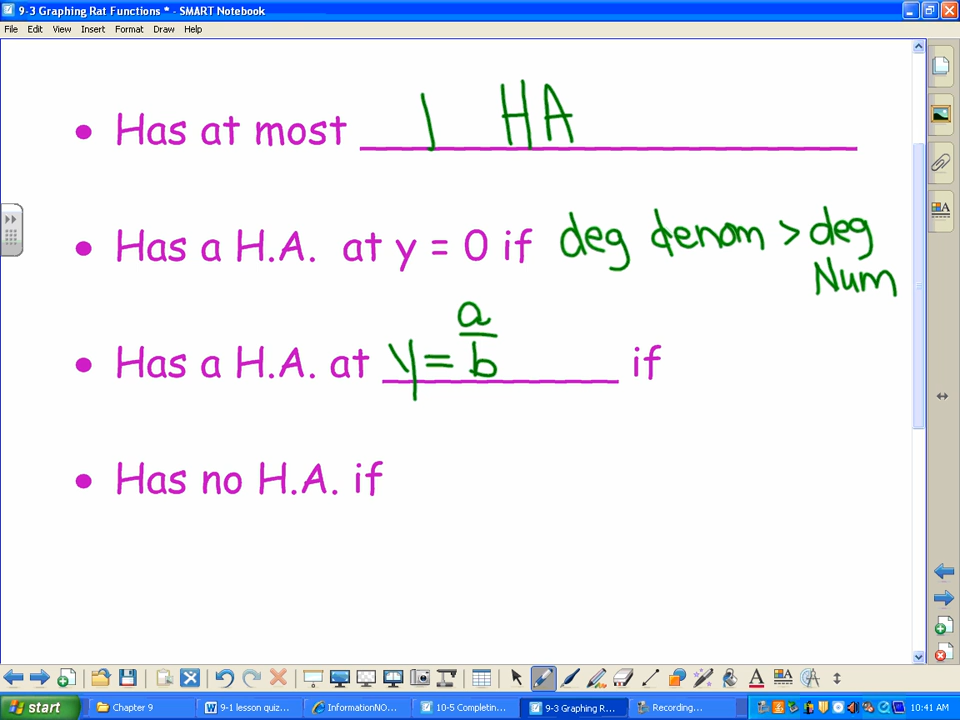 9-3 Graphing Rat Functions * - SMART Notebook
File Edit View Insert Format Draw Help
• Has at most 1 HA
• Has a H.A. at y = 0 if deg denom > deg
Num
• Has a H.A. at y = a/b if
• Has no H.A. if
start Chapter 9 9-1 lesson quiz... InformationNO... 10-5 Completin... 9-3 Graphing R... Recording... 10:41 AM